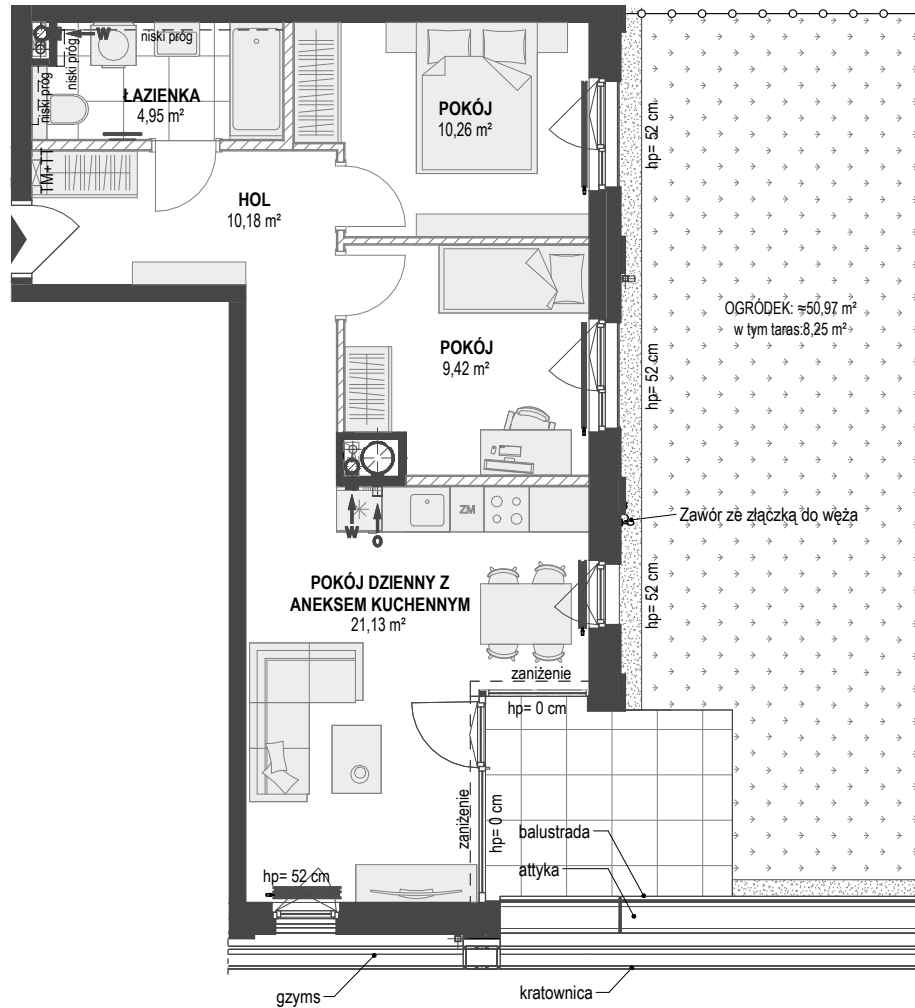 W
niski próg
niski próg
niski próg
ŁAZIENKA
4,95 m²
POKÓJ
10,26 m²
hp= 52 cm
TM+TT
HOL
10,18 m²
OGRÓDEK: ≈50,97 m²
w tym taras:8,25 m²
POKÓJ
9,42 m²
hp= 52 cm
ZM
Zawór ze złączką do węża
W
O
POKÓJ DZIENNY Z
ANEKSEM KUCHENNYM
21,13 m²
hp= 52 cm
zaniżenie
hp= 0 cm
zaniżenie
hp= 0 cm
balustrada
attyka
hp= 52 cm
gzyms
kratownica